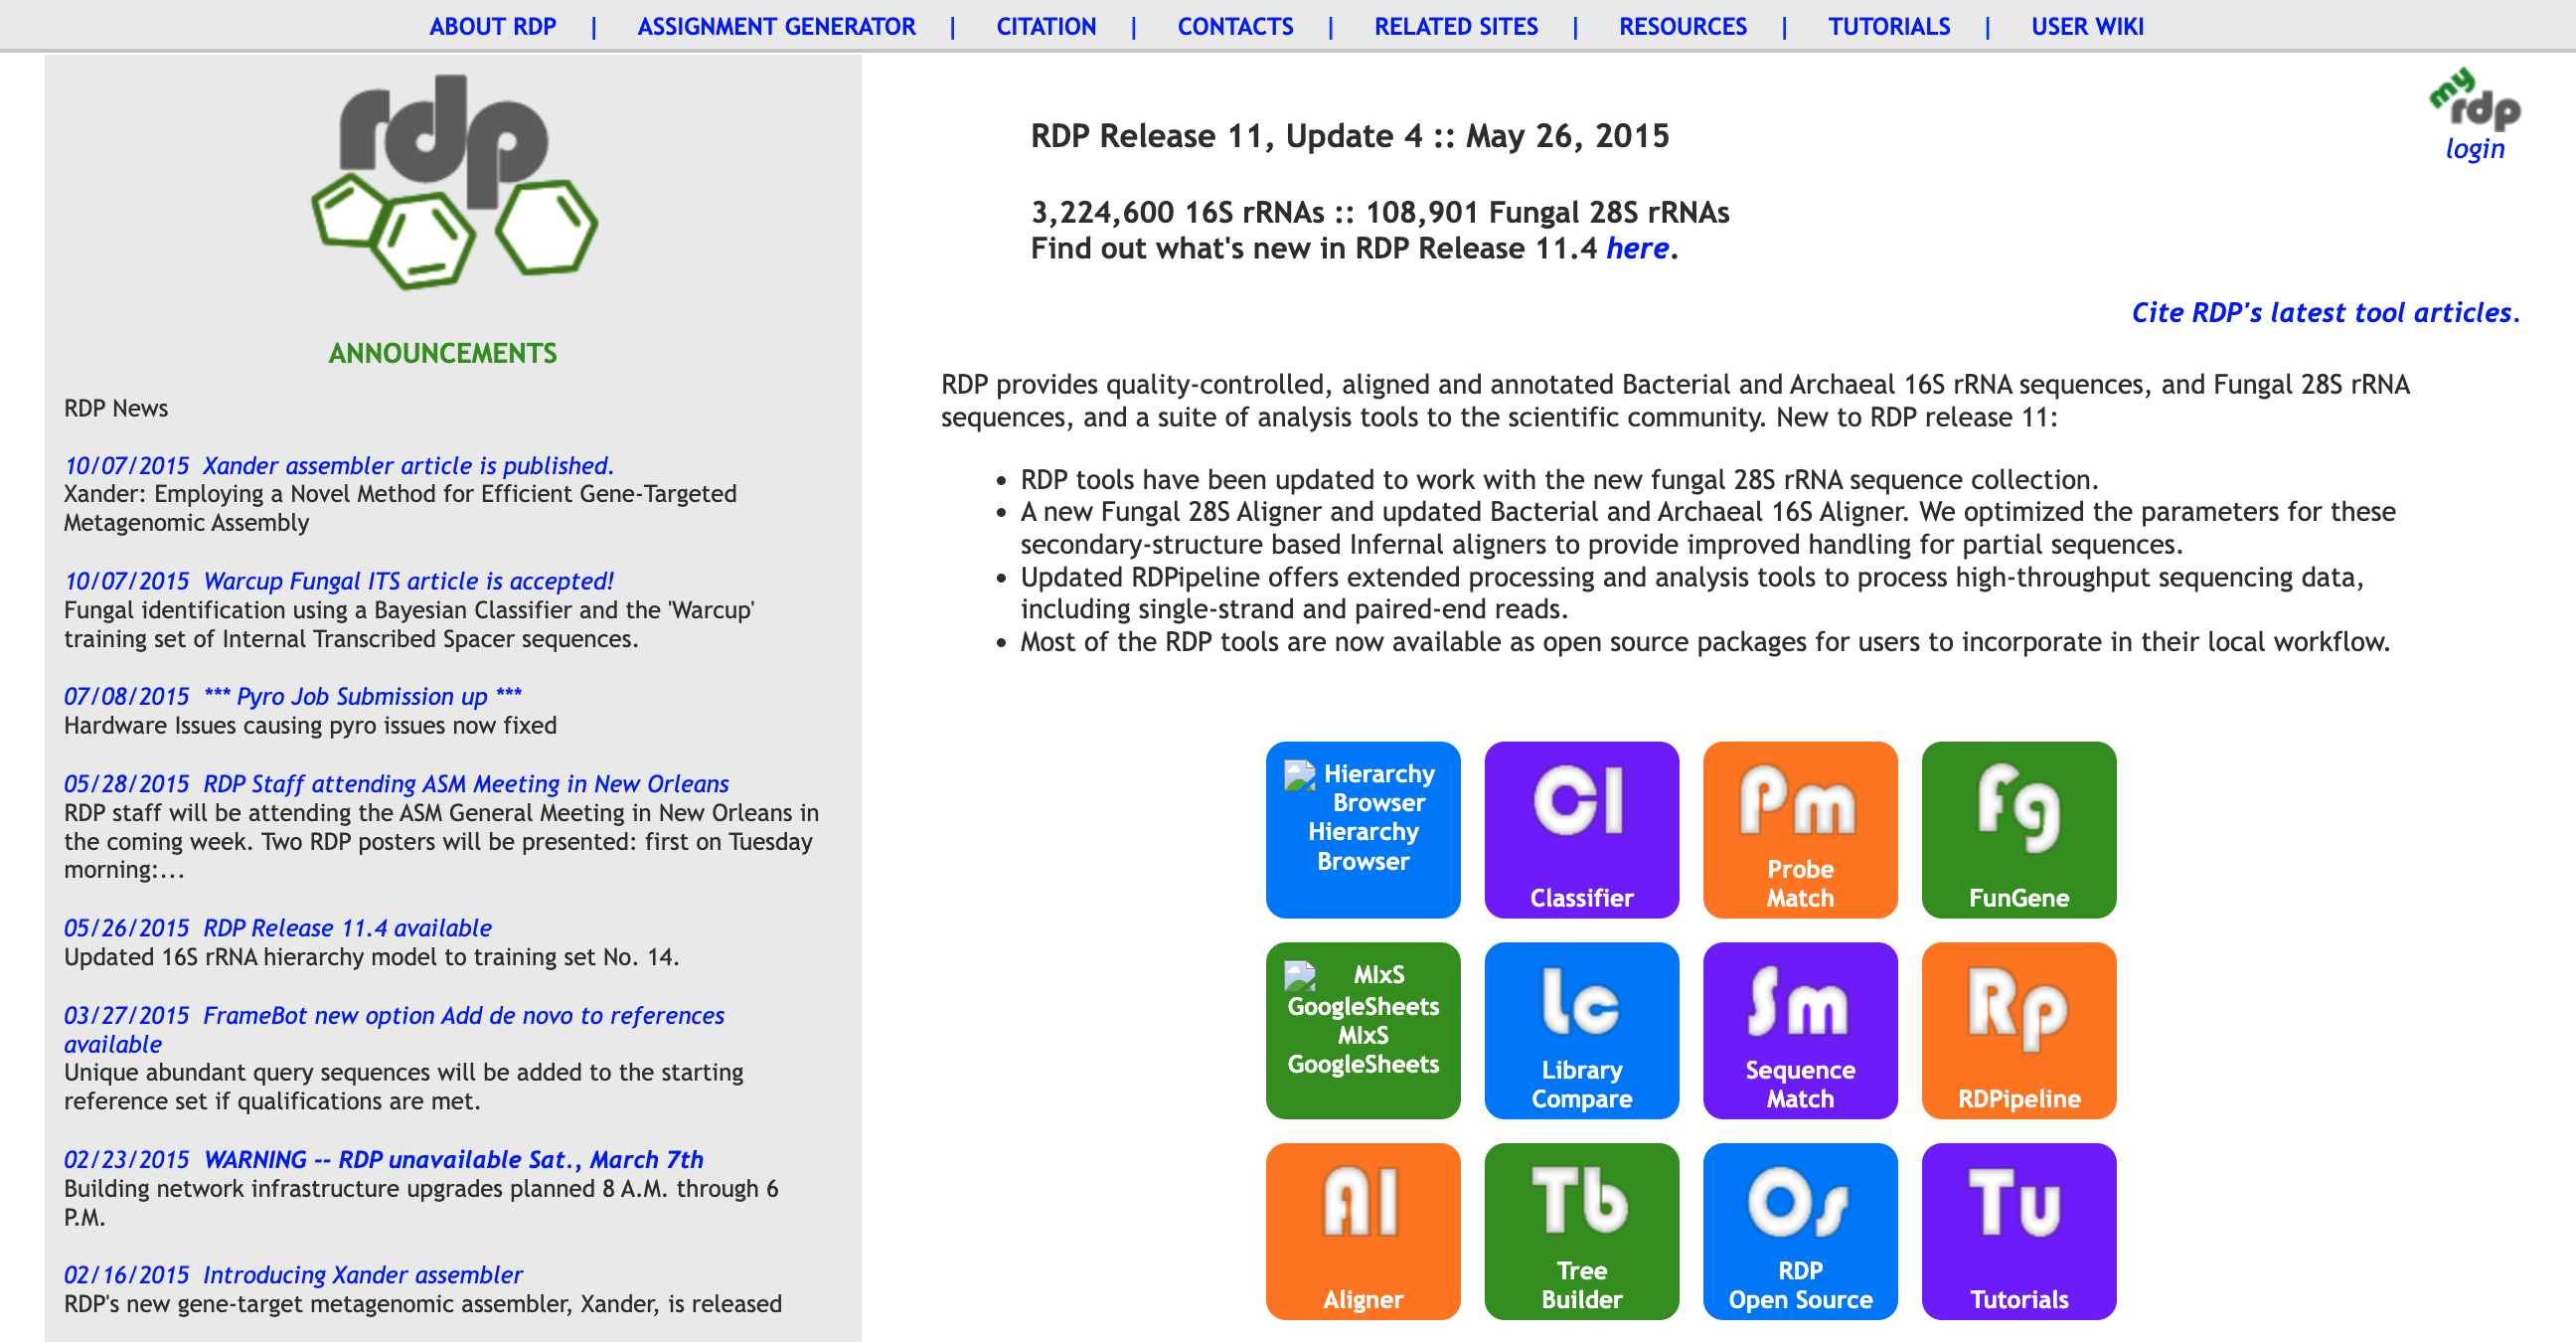 ABOUT RDP | ASSIGNMENT GENERATOR | CITATION | CONTACTS | RELATED SITES | RESOURCES | TUTORIALS | USER WIKI
rdp
ANNOUNCEMENTS
RDP News
10/07/2015 Xander assembler article is published.
Xander: Employing a Novel Method for Efficient Gene-Targeted
Metagenomic Assembly
10/07/2015 Warcup Fungal ITS article is accepted!
Fungal identification using a Bayesian Classifier and the 'Warcup'
training set of Internal Transcribed Spacer sequences.
07/08/2015 *** Pyro Job Submission up ***
Hardware Issues causing pyro issues now fixed
05/28/2015 RDP Staff attending ASM Meeting in New Orleans
RDP staff will be attending the ASM General Meeting in New Orleans in
the coming week. Two RDP posters will be presented: first on Tuesday
morning:...
05/26/2015 RDP Release 11.4 available
Updated 16S rRNA hierarchy model to training set No. 14.
03/27/2015 FrameBot new option Add de novo to references
available
Unique abundant query sequences will be added to the starting
reference set if qualifications are met.
02/23/2015 WARNING -- RDP unavailable Sat., March 7th
Building network infrastructure upgrades planned 8 A.M. through 6
P.M.
02/16/2015 Introducing Xander assembler
RDP's new gene-target metagenomic assembler, Xander, is released
my
rdp
login
RDP Release 11, Update 4 :: May 26, 2015
3,224,600 16S rRNAs :: 108,901 Fungal 28S rRNAs
Find out what's new in RDP Release 11.4 here.
Cite RDP's latest tool articles.
RDP provides quality-controlled, aligned and annotated Bacterial and Archaeal 16S rRNA sequences, and Fungal 28S rRNA
sequences, and a suite of analysis tools to the scientific community. New to RDP release 11:
• RDP tools have been updated to work with the new fungal 28S rRNA sequence collection.
• A new Fungal 28S Aligner and updated Bacterial and Archaeal 16S Aligner. We optimized the parameters for these
secondary-structure based Infernal aligners to provide improved handling for partial sequences.
• Updated RDPipeline offers extended processing and analysis tools to process high-throughput sequencing data,
including single-strand and paired-end reads.
• Most of the RDP tools are now available as open source packages for users to incorporate in their local workflow.
Hierarchy
Browser
Hierarchy
Browser
Cl
Classifier
Pm
Probe
Match
Fg
FunGene
MIxS
GoogleSheets
MIxS
GoogleSheets
Lc
Library
Compare
Sm
Sequence
Match
Rp
RDPipeline
Al
Aligner
Tb
Tree
Builder
Os
RDP
Open Source
Tu
Tutorials